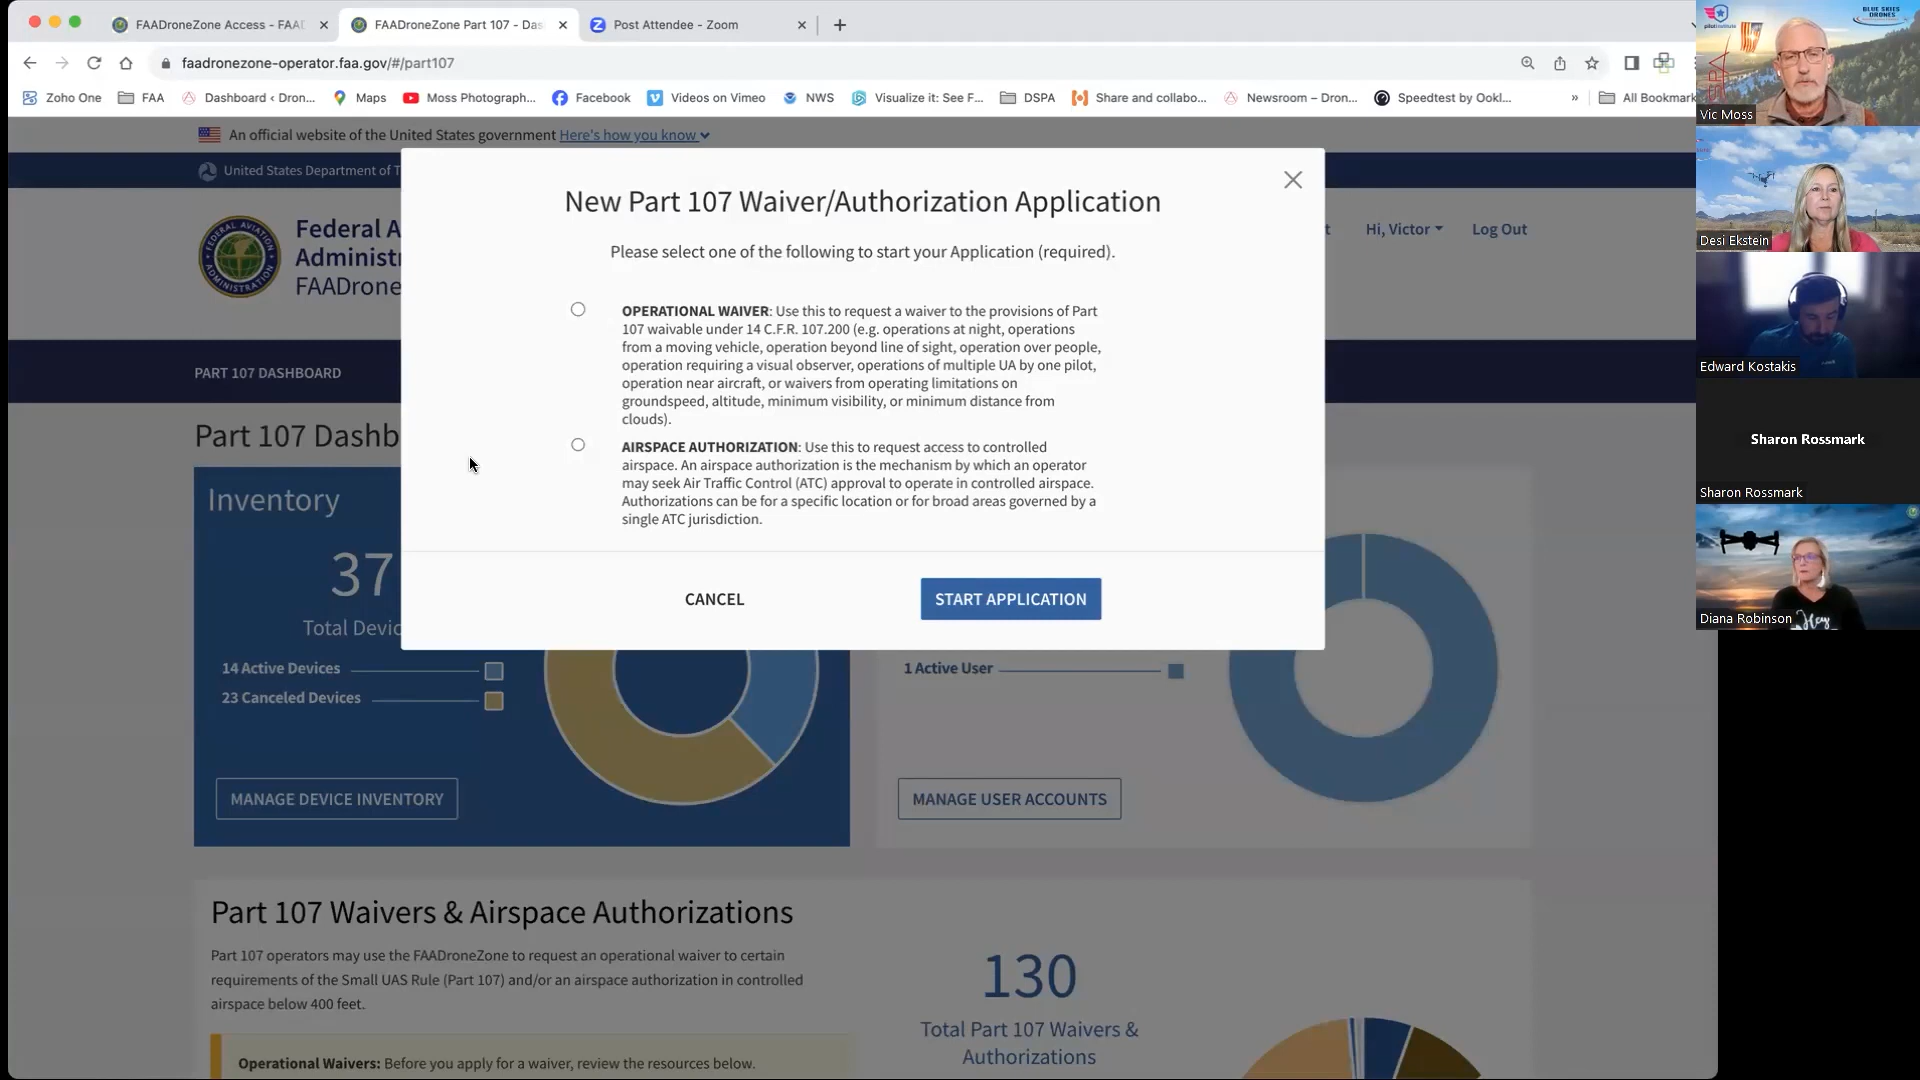 FAADroneZone Access - FAAD
FAADroneZone Part 107 - Das
Post Attendee - Zoom
faadronezone-operator.faa.gov/#/part107
Zoho One
FAA
Dashboard ‹ Dron...
Maps
Moss Photograph...
Facebook
Videos on Vimeo
NWS
Visualize it: See F...
DSPA
Share and collabo...
Newsroom – Dron...
Speedtest by Ookl...
»
All Bookmark
An official website of the United States government Here's how you know
United States Department of T
Federal A
Administr
FAADrone
t
Hi, Victor
Log Out
PART 107 DASHBOARD
New Part 107 Waiver/Authorization Application
Please select one of the following to start your Application (required).
OPERATIONAL WAIVER: Use this to request a waiver to the provisions of Part
107 waivable under 14 C.F.R. 107.200 (e.g. operations at night, operations
from a moving vehicle, operation beyond line of sight, operation over people,
operation requiring a visual observer, operations of multiple UA by one pilot,
operation near aircraft, or waivers from operating limitations on
groundspeed, altitude, minimum visibility, or minimum distance from
clouds).
AIRSPACE AUTHORIZATION: Use this to request access to controlled
airspace. An airspace authorization is the mechanism by which an operator
may seek Air Traffic Control (ATC) approval to operate in controlled airspace.
Authorizations can be for a specific location or for broad areas governed by a
single ATC jurisdiction.
CANCEL
START APPLICATION
Part 107 Dashb
Inventory
37
Total Devic
14 Active Devices
23 Canceled Devices
MANAGE DEVICE INVENTORY
1 Active User
MANAGE USER ACCOUNTS
Part 107 Waivers & Airspace Authorizations
Part 107 operators may use the FAADroneZone to request an operational waiver to certain
requirements of the Small UAS Rule (Part 107) and/or an airspace authorization in controlled
airspace below 400 feet.
Operational Waivers: Before you apply for a waiver, review the resources below.
130
Total Part 107 Waivers &
Authorizations
BLUE SKIES
DRONES
Vic Moss
Desi Ekstein
Edward Kostakis
Sharon Rossmark
Sharon Rossmark
Diana Robinson